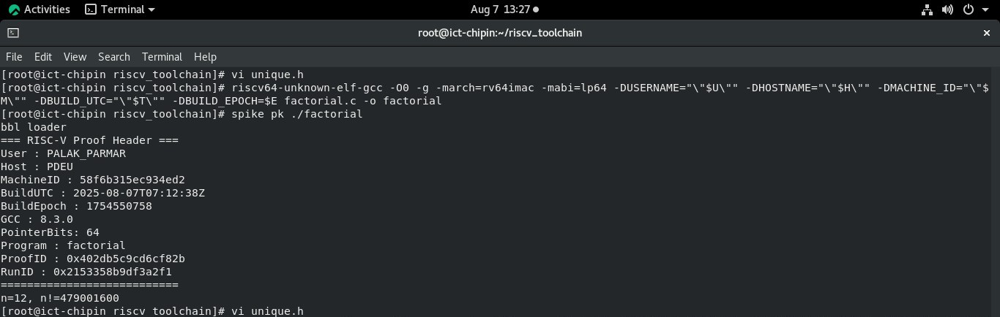 Activities Terminal Aug 7 13:27
root@ict-chipin:~/riscv_toolchain
File Edit View Search Terminal Help
[root@ict-chipin riscv_toolchain]# vi unique.h
[root@ict-chipin riscv_toolchain]# riscv64-unknown-elf-gcc -O0 -g -march=rv64imac -mabi=lp64 -DUSERNAME="\"$U\"" -DHOSTNAME="\"$H\"" -DMACHINE_ID="\"$
M\"" -DBUILD_UTC="\"$T\"" -DBUILD_EPOCH=$E factorial.c -o factorial
[root@ict-chipin riscv_toolchain]# spike pk ./factorial
bbl loader
=== RISC-V Proof Header ===
User : PALAK_PARMAR
Host : PDEU
MachineID : 58f6b315ec934ed2
BuildUTC : 2025-08-07T07:12:38Z
BuildEpoch : 1754550758
GCC : 8.3.0
PointerBits: 64
Program : factorial
ProofID : 0x402db5c9cd6cf82b
RunID : 0x2153358b9df3a2f1
===========================
n=12, n!=479001600
[root@ict-chipin riscv_toolchain]# vi unique.h